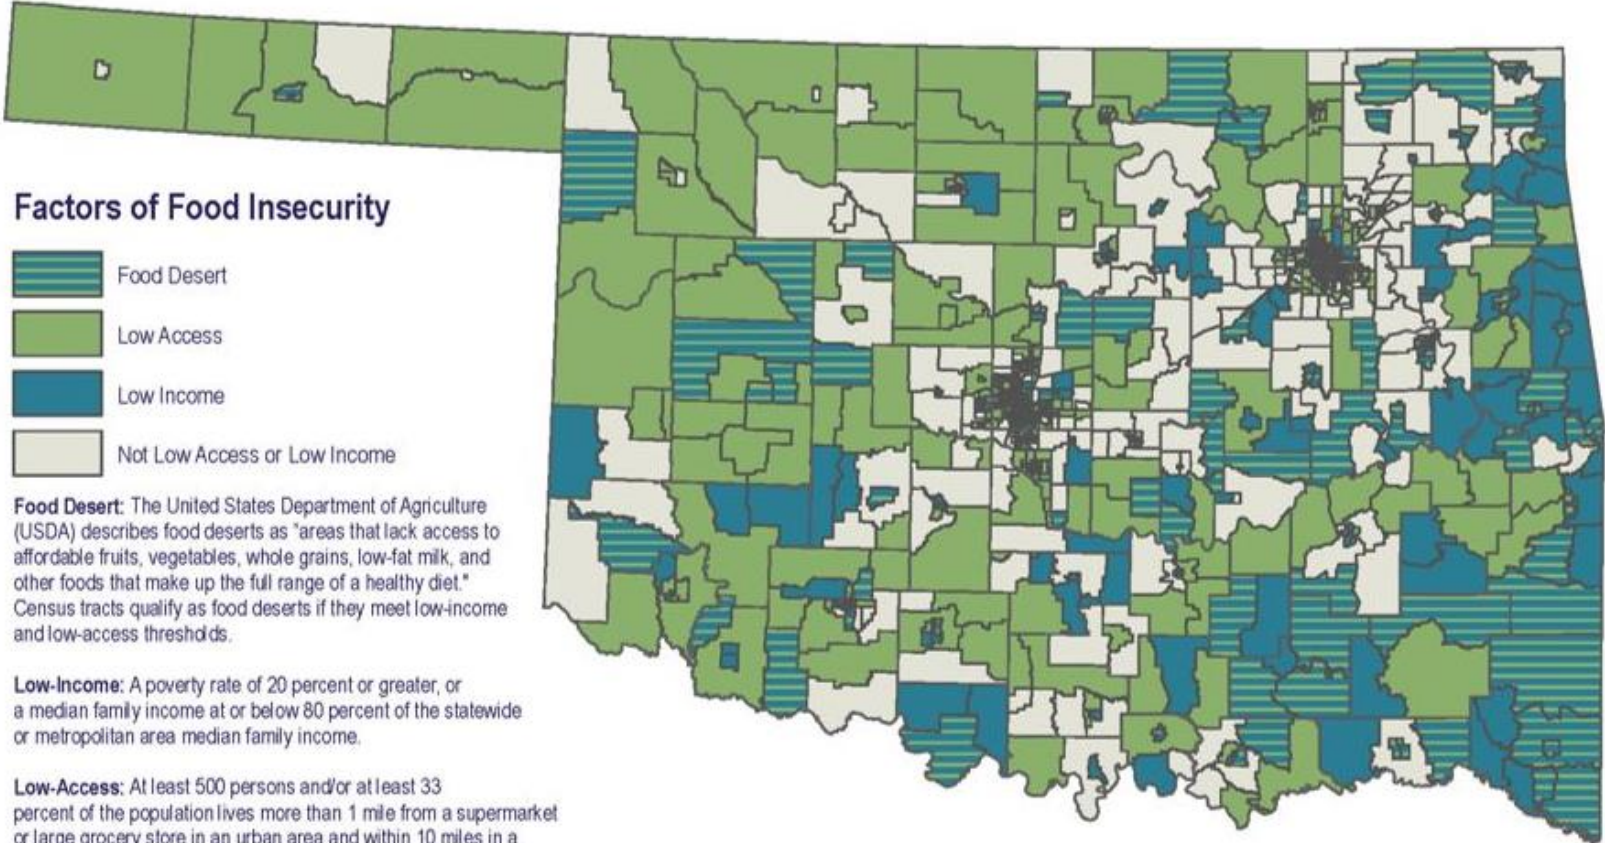 Factors of Food Insecurity
Food Desert
Low Access
Low Income
Not Low Access or Low Income
Food Desert: The United States Department of Agriculture
(USDA) describes food deserts as "areas that lack access to
affordable fruits, vegetables, whole grains, low-fat milk, and
other foods that make up the full range of a healthy diet."
Census tracts qualify as food deserts if they meet low-income
and low-access thresholds.
Low-Income: A poverty rate of 20 percent or greater, or
a median family income at or below 80 percent of the statewide
or metropolitan area median family income.
Low-Access: At least 500 persons and/or at least 33
percent of the population lives more than 1 mile from a supermarket
or large grocery store in an urban area and within 10 miles in a